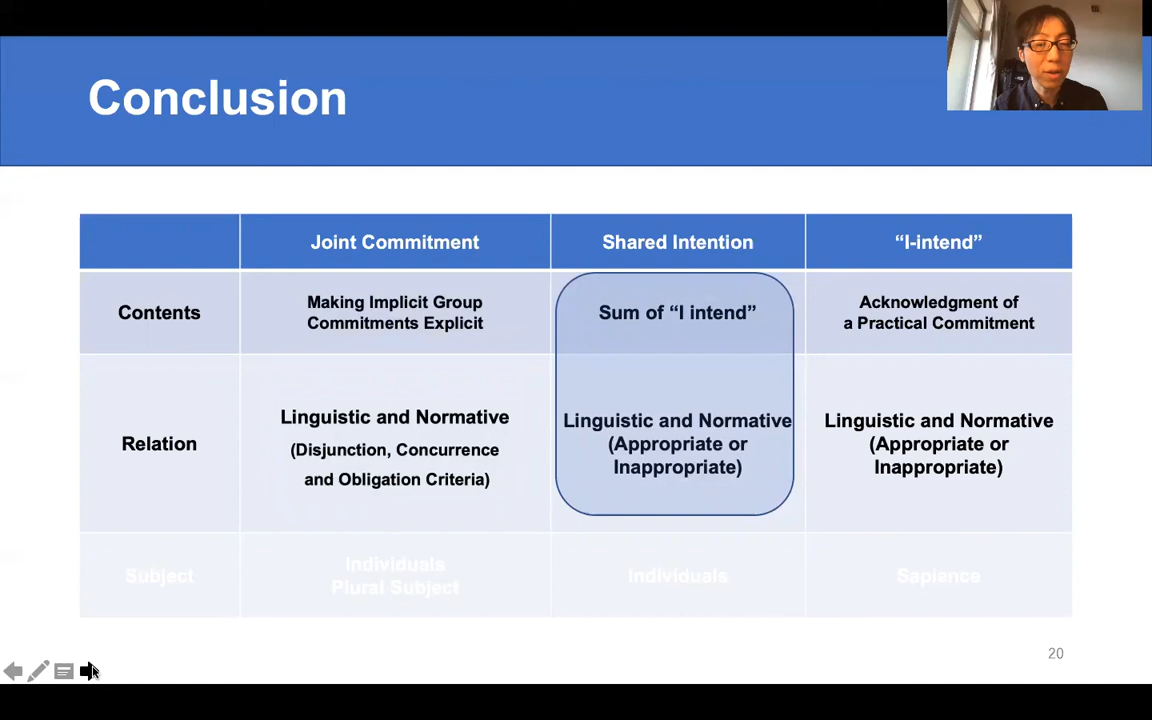 Conclusion
Joint Commitment
Shared Intention
“I-intend”
Contents
Making Implicit Group
Commitments Explicit
Sum of “I intend”
Acknowledgment of
a Practical Commitment
Relation
Linguistic and Normative
(Disjunction, Concurrence
and Obligation Criteria)
Linguistic and Normative
(Appropriate or
Inappropriate)
Linguistic and Normative
(Appropriate or
Inappropriate)
Subject
Individuals
Plural Subject
Individuals
Sapience
20